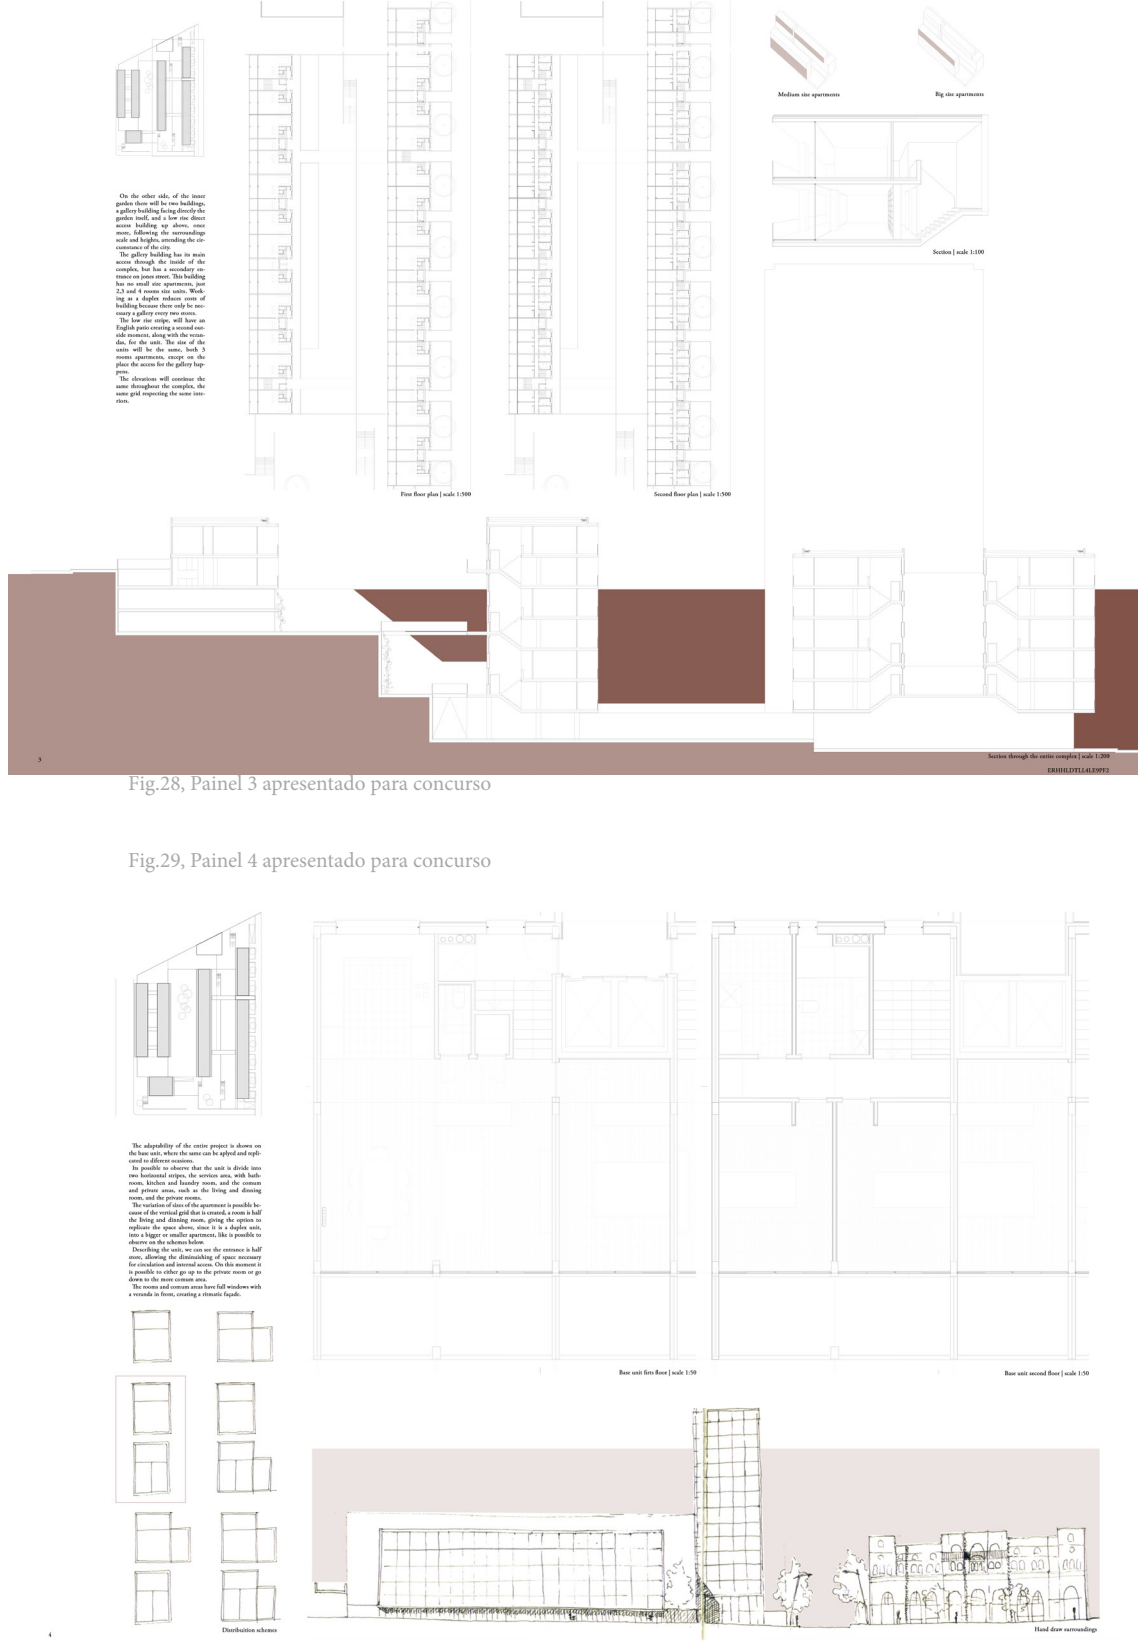 Medium size apartments
Big size apartments
On the other side, of the inner
garden there will be two buildings,
a gallery building facing directly the
garden itself, and a low rise direct
access building up above, once
more, following the surroundings
scale and heights, attending the cir-
cumstance of the city.
The gallery building has its main
access through the inside of the
complex, but has a secondary en-
trance on jones street. This building
has no small size apartments, just
2,3 and 4 rooms size units. Work-
ing as a duplex reduces costs of
building because there only be nec-
essary a gallery every two stores.
The low rise stripe, will have an
English patio creating a second out-
side moment, along with the veran-
das, for the unit. The size of the
units will be the same, both 3
rooms apartments, except on the
place the access for the gallery hap-
pens.
The elevations will continue the
same throughout the complex, the
same grid respecting the same inte-
riors.
Section | scale 1:100
First floor plan | scale 1:500
Second floor plan | scale 1:500
3
Section through the entire complex | scale 1:200
Fig.28, Painel 3 apresentado para concurso
Fig.29, Painel 4 apresentado para concurso
The adaptability of the entire project is shown on
the base unit, where the same can be aplyed and repli-
cated to diferent ocasions.
Its possible to observe that the unit is divide into
two horizontal stripes, the services area, with bath-
room, kitchen and laundry room, and the comum
and private areas, such as the living and dinning
room, and the private rooms.
The variation of sizes of the apartment is possible be-
cause of the vertical grid that is created, a room is half
the living and dinning room, giving the option to
replicate the space above, since it is a duplex unit,
into a bigger or smaller apartment, like is possible to
observe on the schemes below.
Describing the unit, we can see the entrance is half
store, allowing the diminuishing of space necessary
for circulation and internal access. On this moment it
is possible to either go up to the private room or go
down to the more comum area.
The rooms and comum areas have full windows with
a veranda in front, creating a ritmatic façade.
Base unit firts floor | scale 1:50
Base unit second floor | scale 1:50
Distribuition schemes
Hand draw surroundings
4